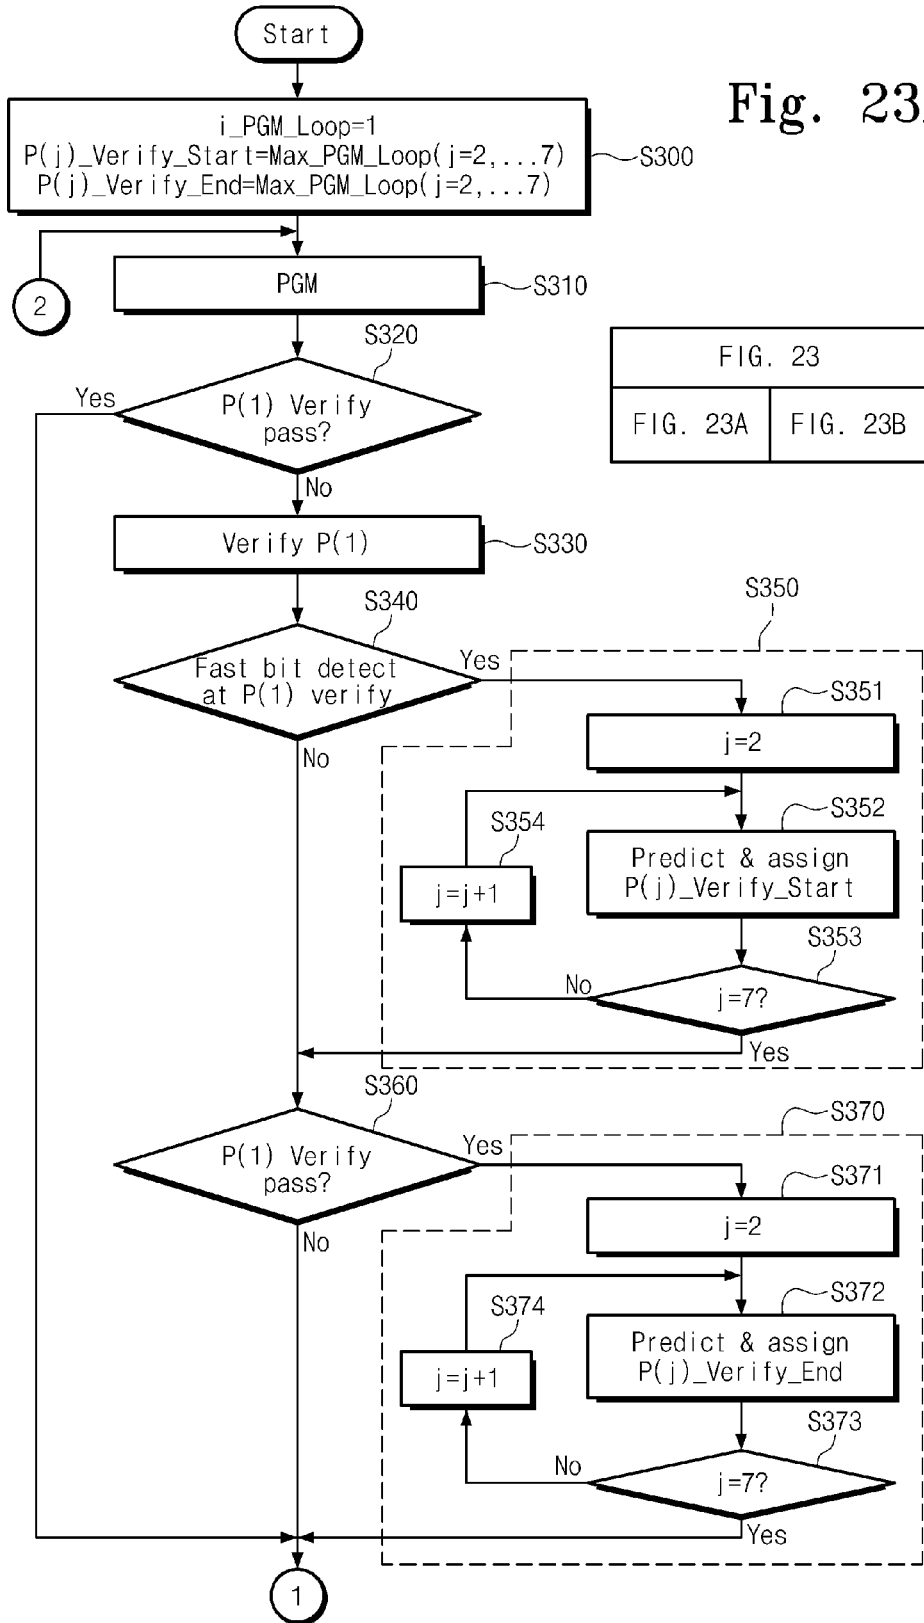 Start
Fig. 23
i_PGM_Loop=1
P(j)_Verify_Start=Max_PGM_Loop(j=2,...7)
P(j)_Verify_End=Max_PGM_Loop(j=2,...7)
S300
2
PGM
S310
S320
Yes
P(1) Verify
pass?
No
FIG. 23
FIG. 23A
FIG. 23B
Verify P(1)
S330
S340
S350
Fast bit detect
at P(1) verify
Yes
No
S351
j=2
S352
S354
Predict & assign
P(j)_Verify_Start
j=j+1
S353
No
j=7?
Yes
S360
S370
P(1) Verify
pass?
Yes
No
S371
j=2
S372
S374
Predict & assign
P(j)_Verify_End
j=j+1
S373
No
j=7?
Yes
1